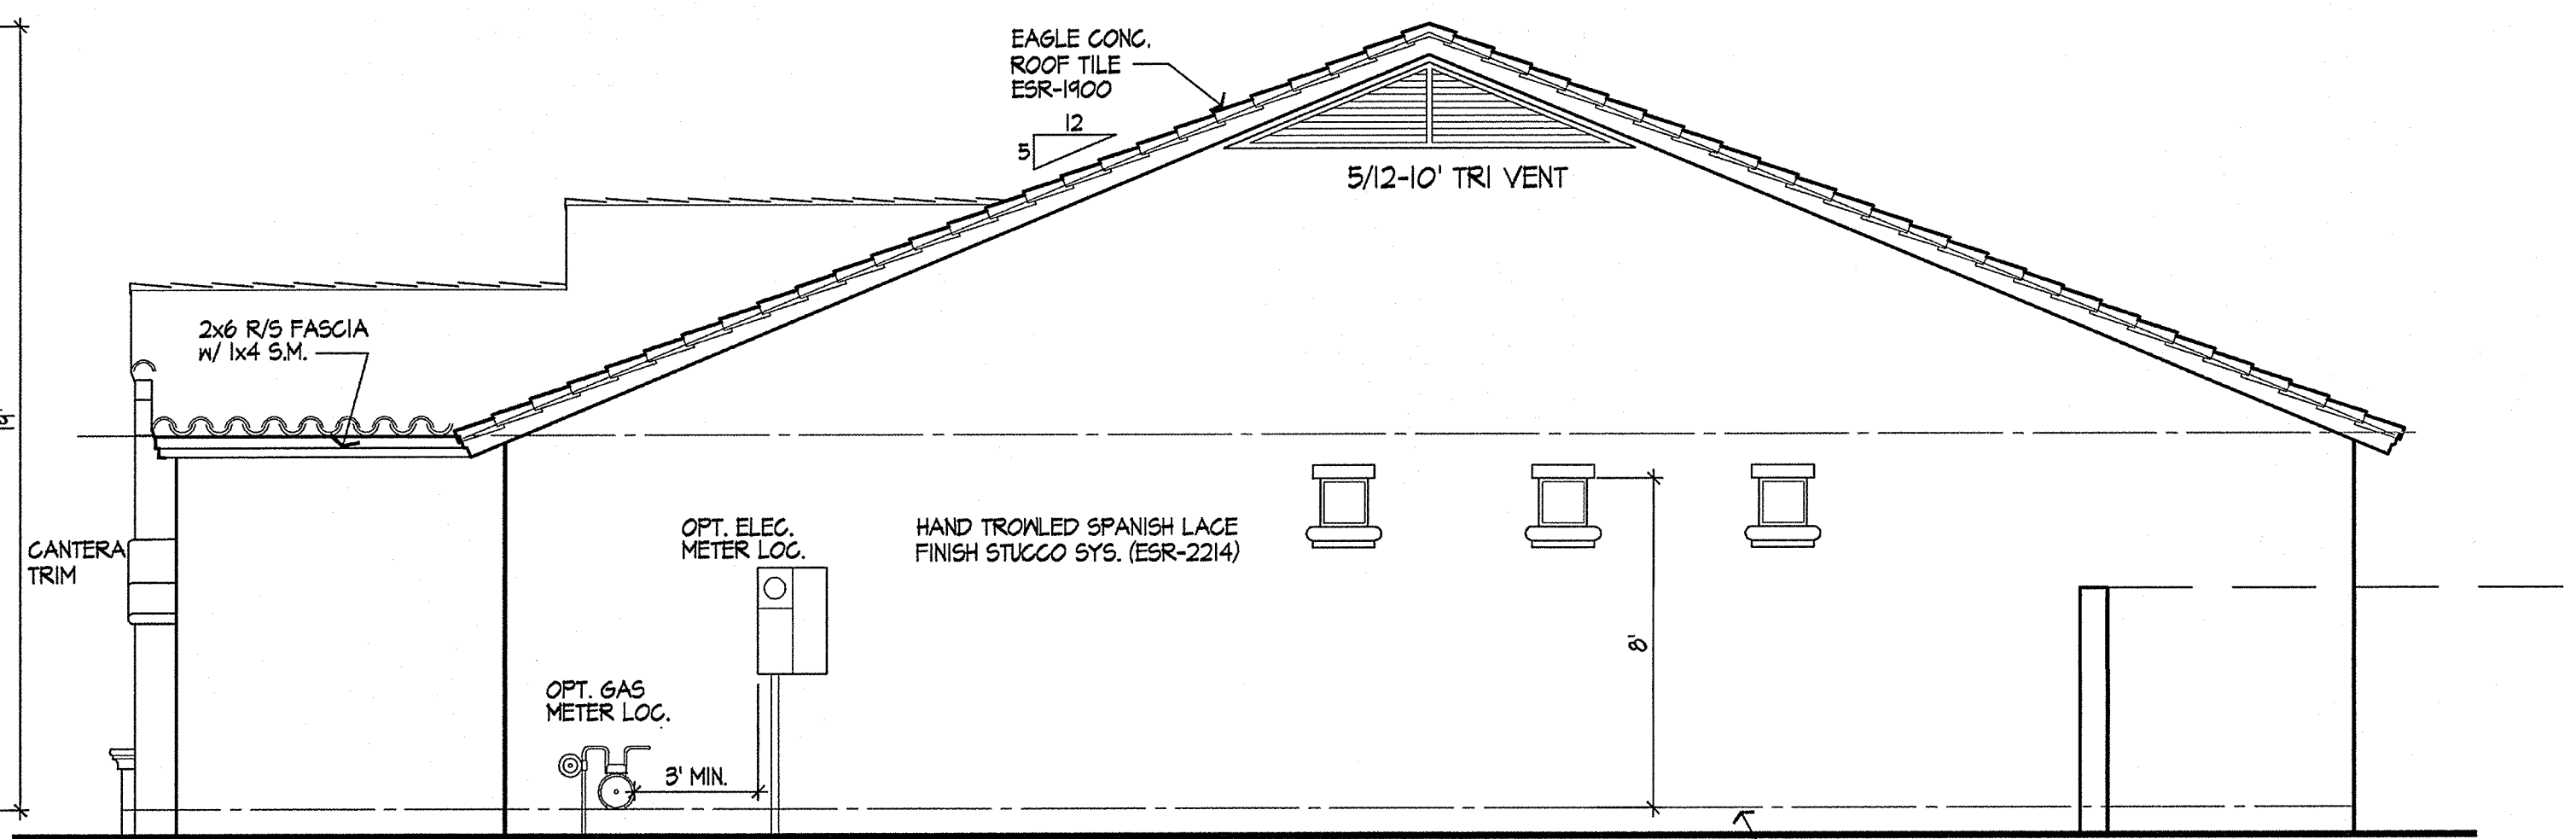 EAGLE CONC.
ROOF TILE
ESR-1900
12
5
5/12-10' TRI VENT
2x6 R/S FASCIA
w/ 1x4 S.M.
CANTERA
TRIM
OPT. ELEC.
METER LOC.
HAND TROWLED SPANISH LACE
FINISH STUCCO SYS. (ESR-2214)
8'
OPT. GAS
METER LOC.
3' MIN.